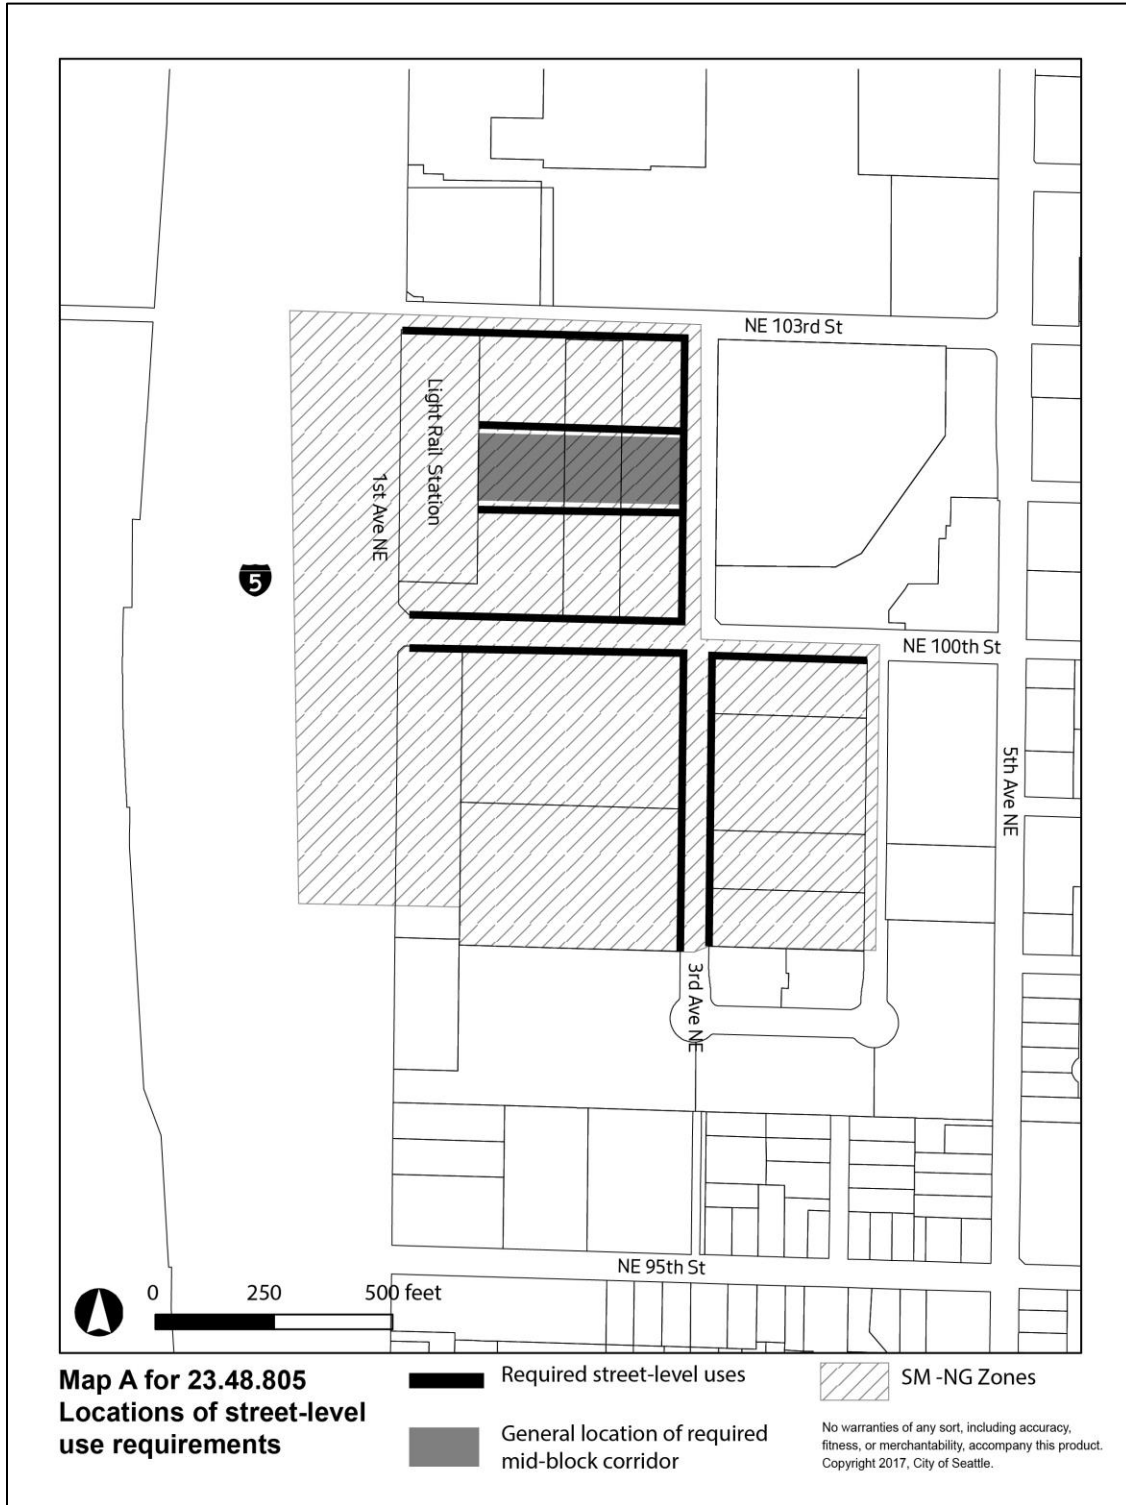 NE 103rd St
Light Rail Station
1st Ave NE
5
NE 100th St
5th Ave NE
3rd Ave NE
NE 95th St
0 250 500 feet
Map A for 23.48.805
Locations of street-level
use requirements
Required street-level uses
General location of required
mid-block corridor
SM -NG Zones
No warranties of any sort, including accuracy,
fitness, or merchantability, accompany this product.
Copyright 2017, City of Seattle.